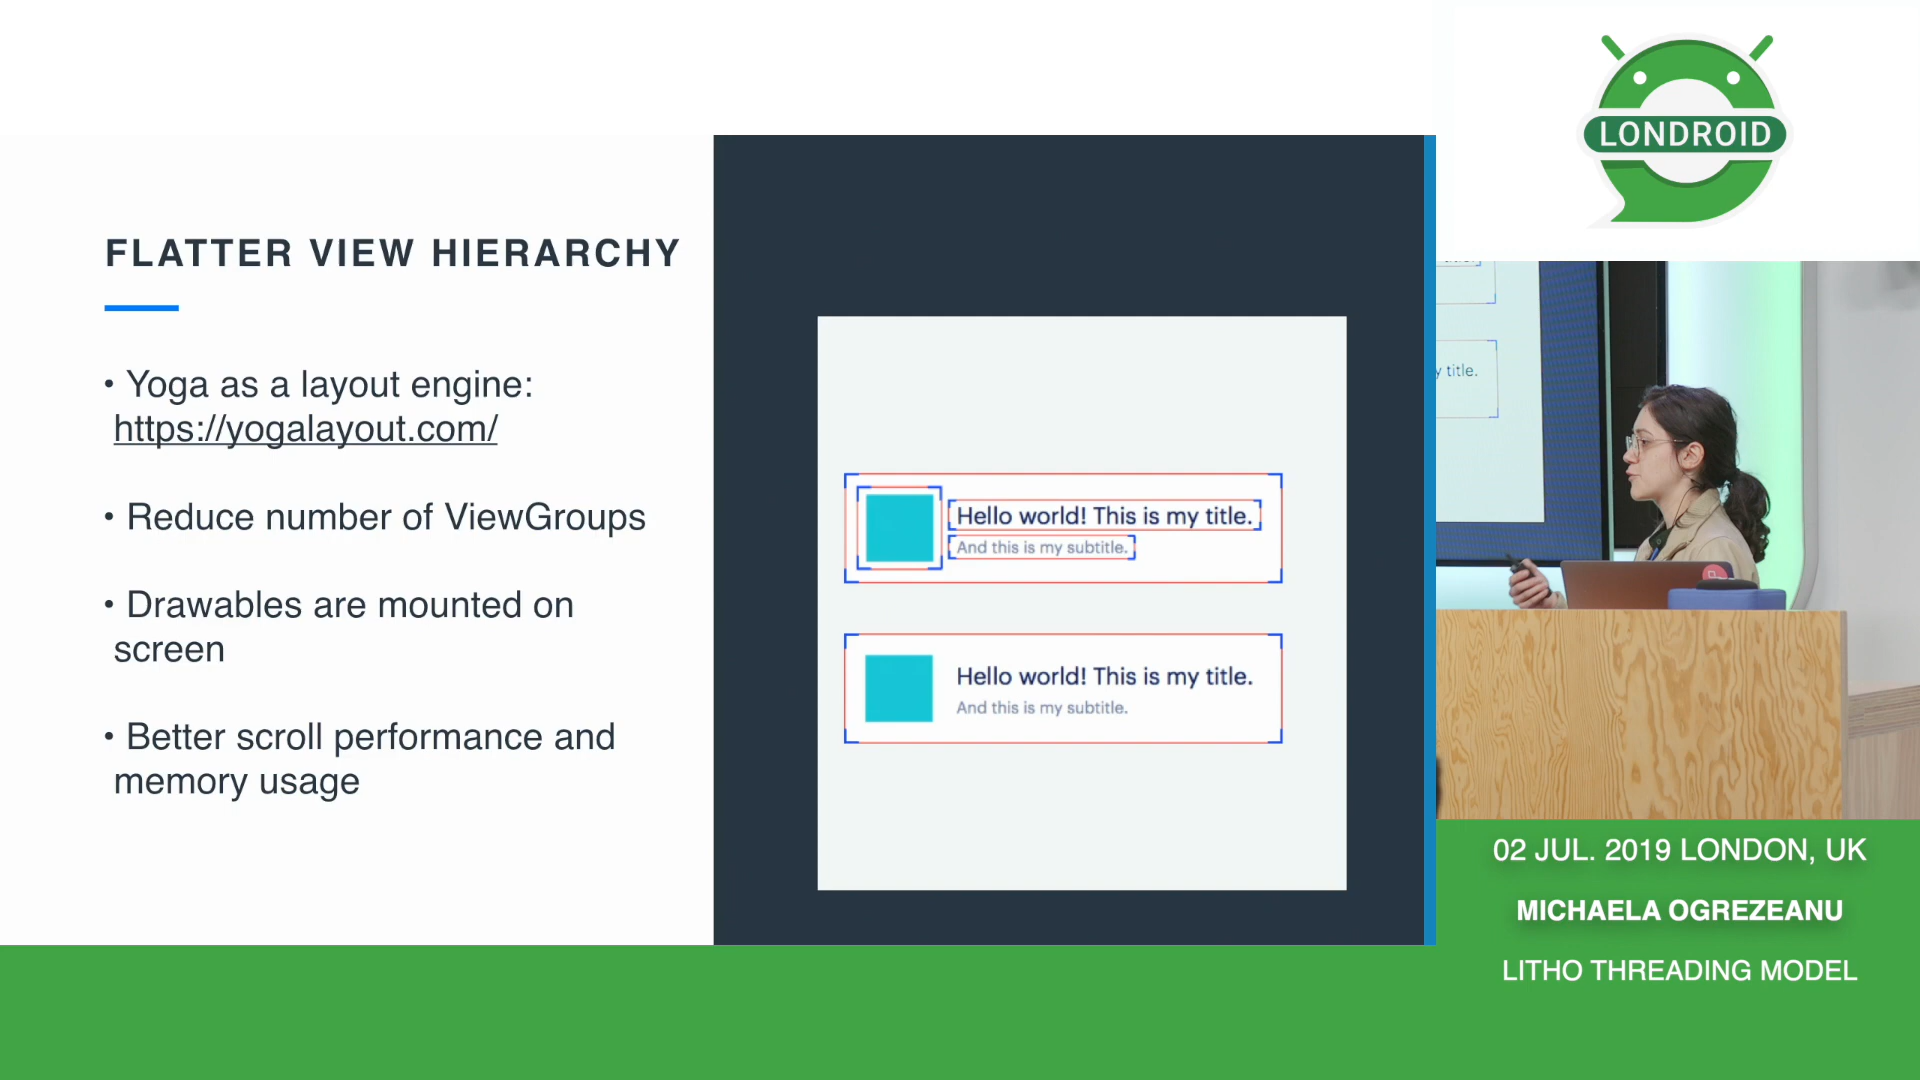 FLATTER VIEW HIERARCHY
• Yoga as a layout engine:
https://yogalayout.com/
• Reduce number of ViewGroups
• Drawables are mounted on
screen
• Better scroll performance and
memory usage
Hello world! This is my title.
And this is my subtitle.
Hello world! This is my title.
And this is my subtitle.
LONDROID
y title.
02 JUL. 2019 LONDON, UK
MICHAELA OGREZEANU
LITHO THREADING MODEL